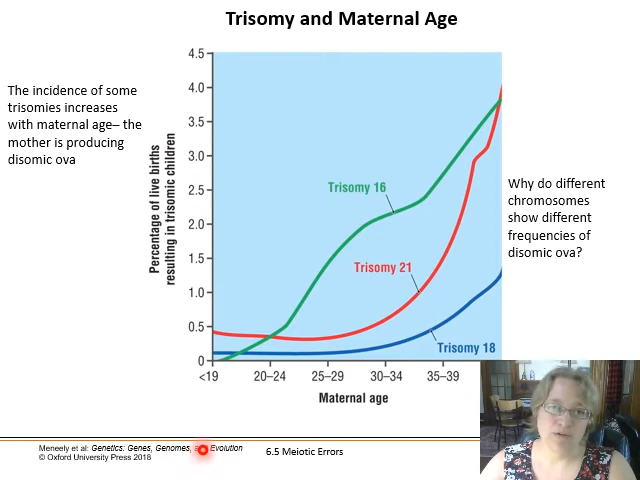 Trisomy and Maternal Age
The incidence of some
trisomies increases
with maternal age– the
mother is producing
disomic ova
Percentage of live births
resulting in trisomic children
4.5
4.0
3.5
3.0
2.5
2.0
1.5
1.0
0.5
0
Trisomy 16
Trisomy 21
Trisomy 18
<19
20–24
25–29
30–34
35–39
Maternal age
Why do different
chromosomes
show different
frequencies of
disomic ova?
Meneely et al: Genetics: Genes, Genomes, Evolution
© Oxford University Press 2018
6.5 Meiotic Errors